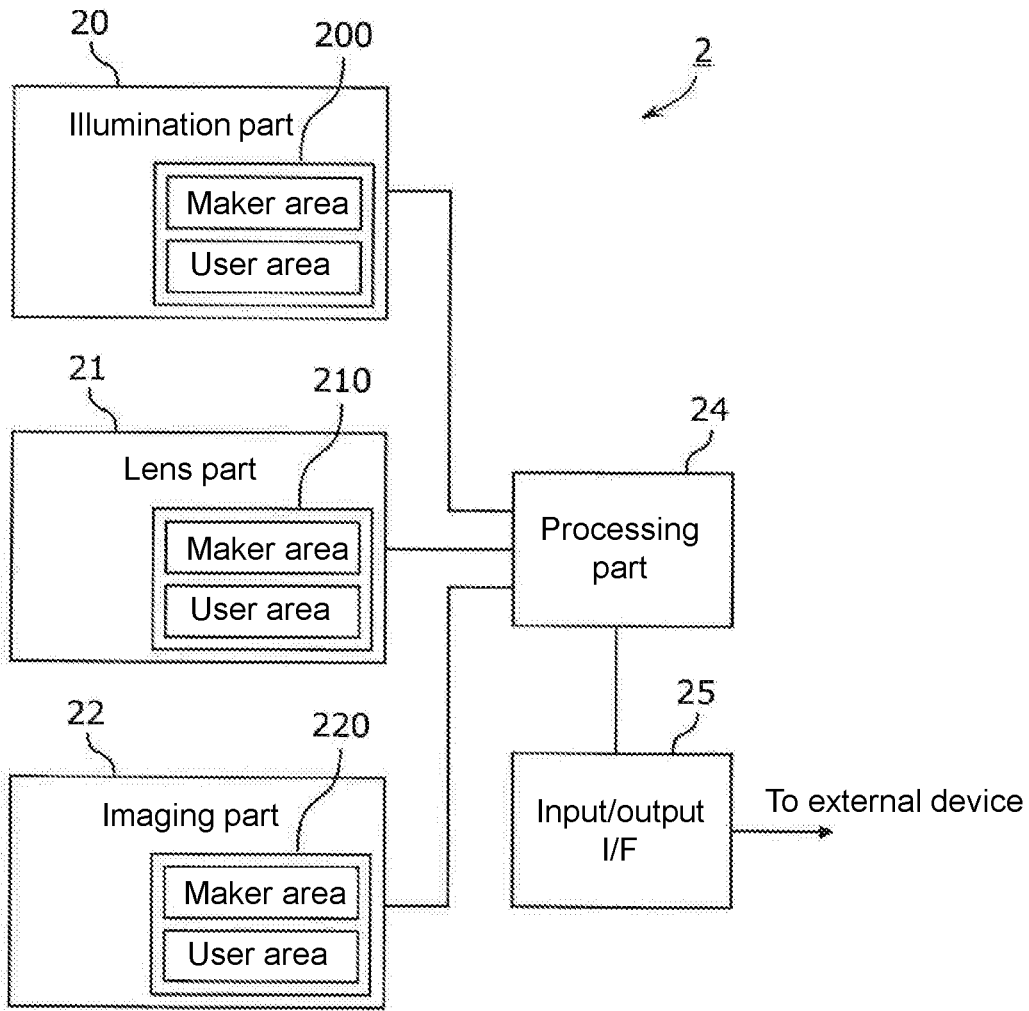 20
200
2
Illumination part
Maker area
User area
21
210
Lens part
Maker area
User area
24
Processing
part
22
220
Imaging part
Maker area
User area
25
Input/output
I/F
To external device